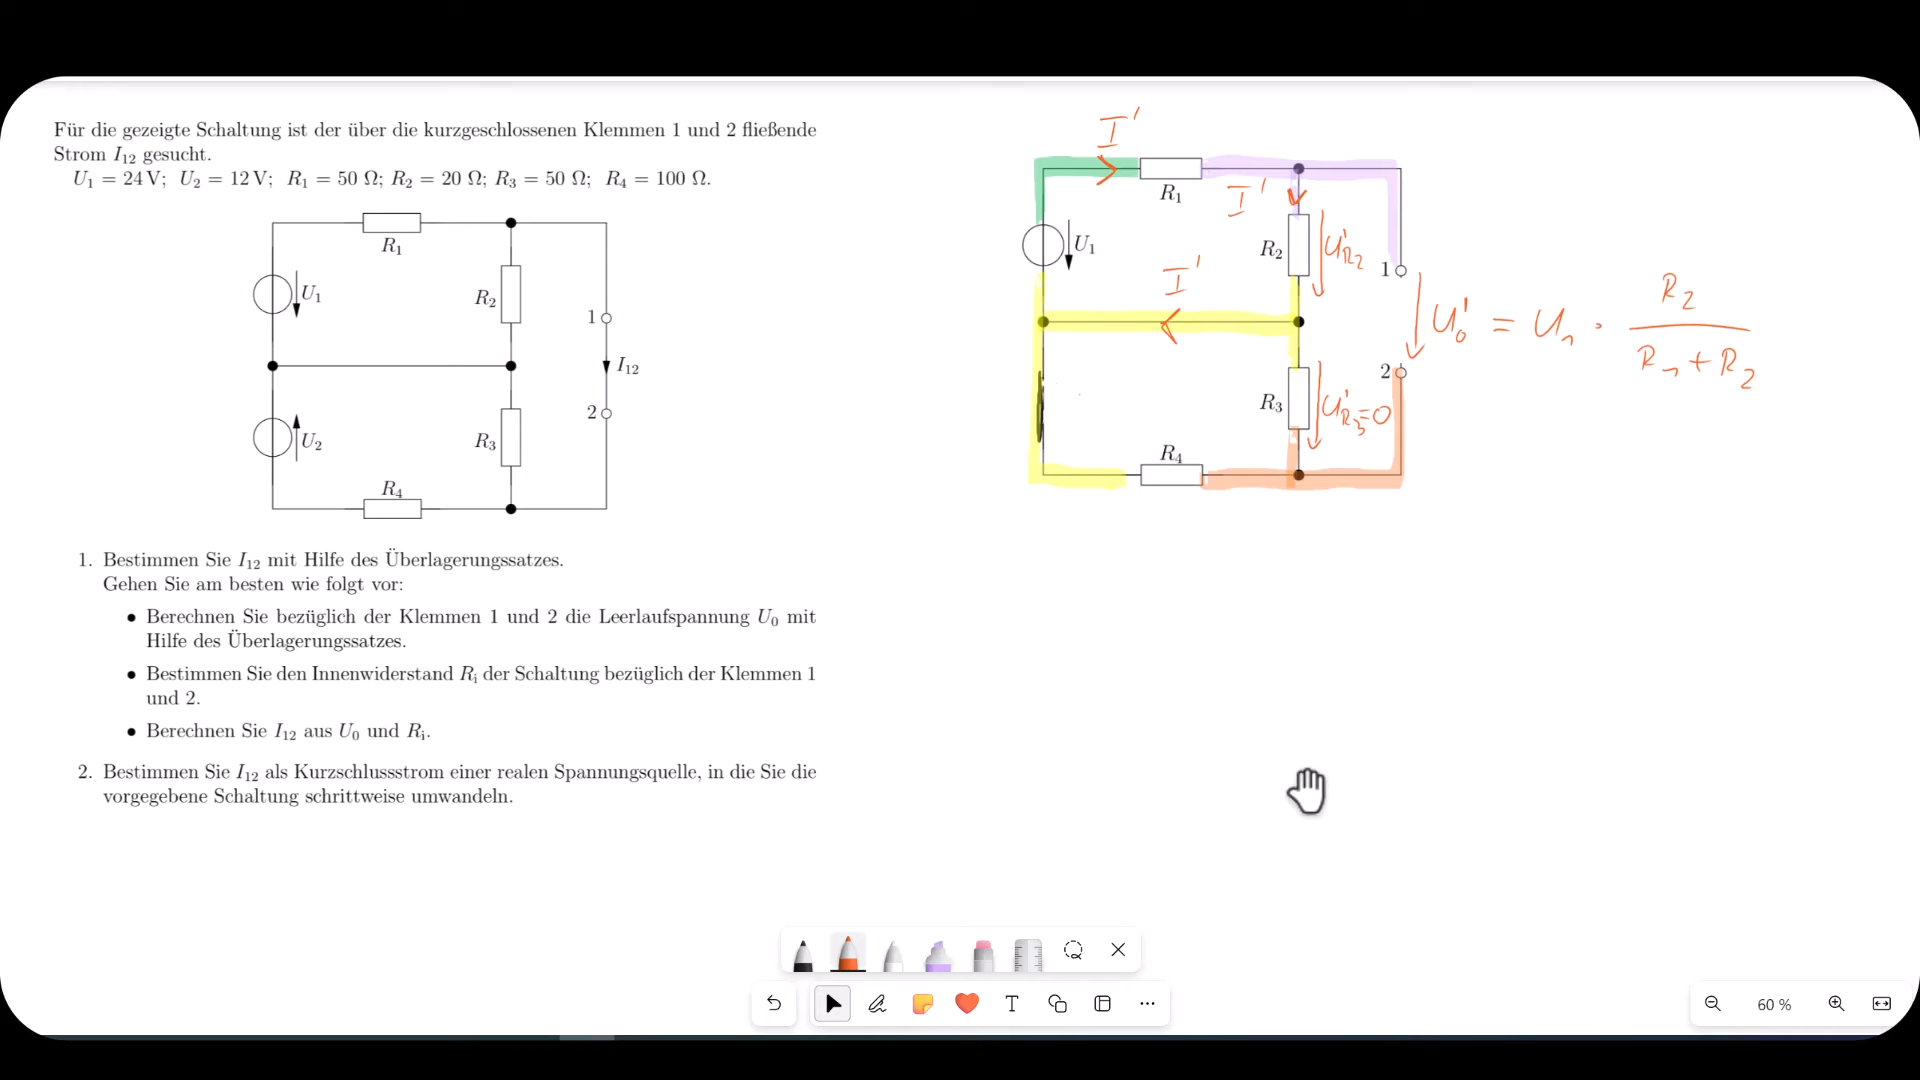 Für die gezeigte Schaltung ist der über die kurzgeschlossenen Klemmen 1 und 2 fließende
Strom I₁₂ gesucht.
U₁ = 24 V; U₂ = 12 V; R₁ = 50 Ω; R₂ = 20 Ω; R₃ = 50 Ω; R₄ = 100 Ω.
R₁
U₁
R₂
1
I₁₂
2
U₂
R₃
R₄
1. Bestimmen Sie I₁₂ mit Hilfe des Überlagerungssatzes.
Gehen Sie am besten wie folgt vor:
• Berechnen Sie bezüglich der Klemmen 1 und 2 die Leerlaufspannung U₀ mit
Hilfe des Überlagerungssatzes.
• Bestimmen Sie den Innenwiderstand Rᵢ der Schaltung bezüglich der Klemmen 1
und 2.
• Berechnen Sie I₁₂ aus U₀ und Rᵢ.
2. Bestimmen Sie I₁₂ als Kurzschlussstrom einer realen Spannungsquelle, in die Sie die
vorgegebene Schaltung schrittweise umwandeln.
I'
R₁
I'
U₁
R₂
U'R₂
1
I'
U₀' = U₁ · R₂ / (R₁ + R₂)
2
R₃
U'R₃=0
R₄
T
60 %